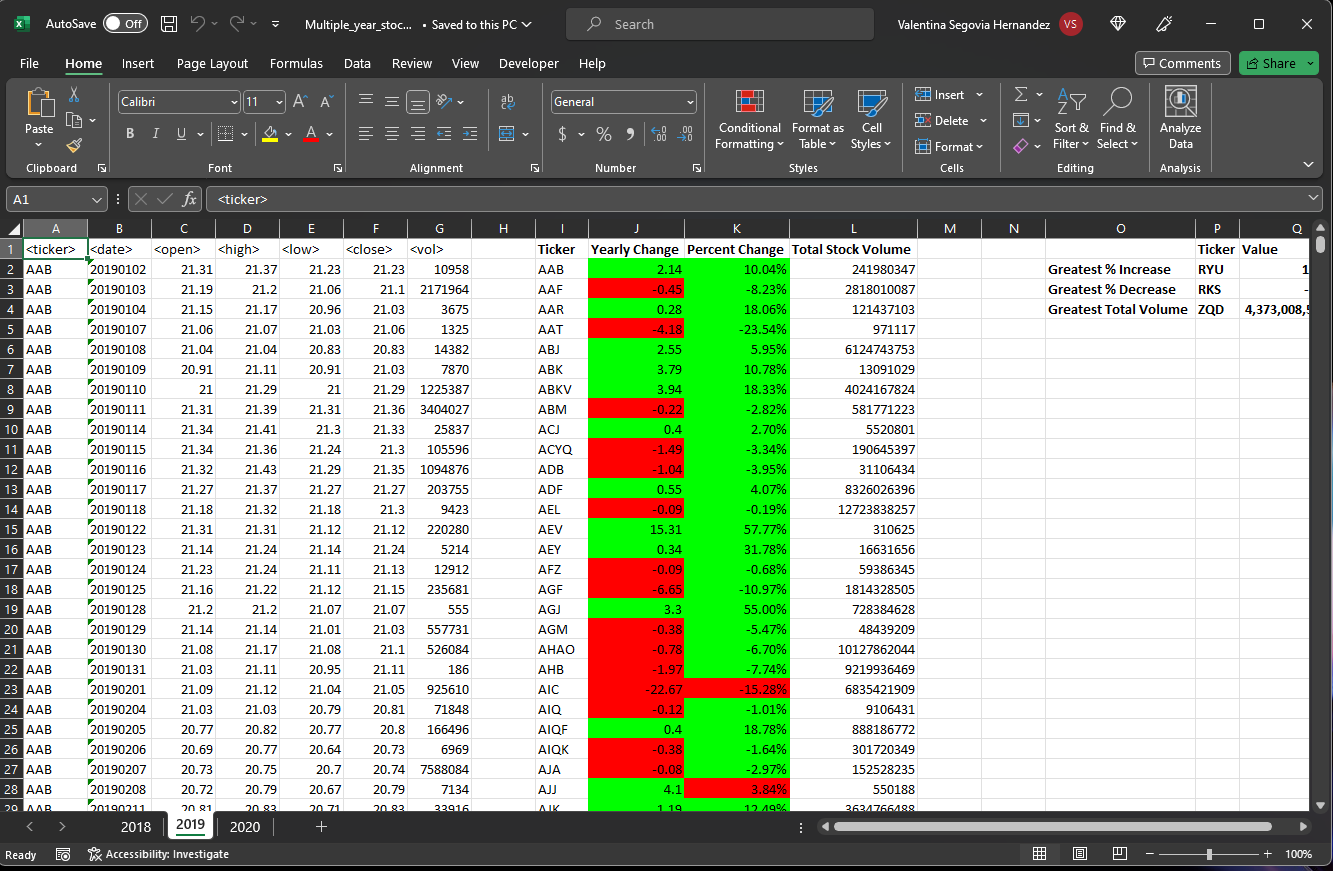 AutoSave Off Multiple_year_stoc... • Saved to this PC Search Valentina Segovia Hernandez VS
File Home Insert Page Layout Formulas Data Review View Developer Help Comments Share
Calibri 11 General Insert
Paste Conditional Format as Cell Delete Sort & Find & Analyze
B I U $ % 9 Formatting Table Styles Format Filter Select Data
Clipboard Font Alignment Number Styles Cells Editing Analysis
A1 fx <ticker>
A B C D E F G H I J K L M N O P Q
1 <ticker> <date> <open> <high> <low> <close> <vol> Ticker Yearly Change Percent Change Total Stock Volume Ticker Value
2 AAB 20190102 21.31 21.37 21.23 21.23 10958 AAB 2.14 10.04% 241980347 Greatest % Increase RYU 1
3 AAB 20190103 21.19 21.2 21.06 21.1 2171964 AAF -0.45 -8.23% 2818010087 Greatest % Decrease RKS -
4 AAB 20190104 21.15 21.17 20.96 21.03 3675 AAR 0.28 18.06% 121437103 Greatest Total Volume ZQD 4,373,008,5
5 AAB 20190107 21.06 21.07 21.03 21.06 1325 AAT -4.18 -23.54% 971117
6 AAB 20190108 21.04 21.04 20.83 20.83 14382 ABJ 2.55 5.95% 6124743753
7 AAB 20190109 20.91 21.11 20.91 21.03 7870 ABK 3.79 10.78% 13091029
8 AAB 20190110 21 21.29 21 21.29 1225387 ABKV 3.94 18.33% 4024167824
9 AAB 20190111 21.31 21.39 21.31 21.36 3404027 ABM -0.22 -2.82% 581771223
10 AAB 20190114 21.34 21.41 21.3 21.33 25837 ACJ 0.4 2.70% 5520801
11 AAB 20190115 21.34 21.36 21.24 21.3 105596 ACYQ -1.49 -3.34% 190645397
12 AAB 20190116 21.32 21.43 21.29 21.35 1094876 ADB -1.04 -3.95% 31106434
13 AAB 20190117 21.27 21.37 21.27 21.27 203755 ADF 0.55 4.07% 8326026396
14 AAB 20190118 21.18 21.32 21.18 21.3 9423 AEL -0.09 -0.19% 12723838257
15 AAB 20190122 21.31 21.31 21.12 21.12 220280 AEV 15.31 57.77% 310625
16 AAB 20190123 21.14 21.24 21.14 21.24 5214 AEY 0.34 31.78% 16631656
17 AAB 20190124 21.23 21.24 21.11 21.13 12912 AFZ -0.09 -0.68% 59386345
18 AAB 20190125 21.16 21.22 21.12 21.15 235681 AGF -6.65 -10.97% 1814328505
19 AAB 20190128 21.2 21.2 21.07 21.07 555 AGJ 3.3 55.00% 728384628
20 AAB 20190129 21.14 21.14 21.01 21.03 557731 AGM -0.38 -5.47% 48439209
21 AAB 20190130 21.08 21.17 21.08 21.1 526084 AHAO -0.78 -6.70% 10127862044
22 AAB 20190131 21.03 21.11 20.95 21.11 186 AHB -1.97 -7.74% 9219936469
23 AAB 20190201 21.09 21.12 21.04 21.05 925610 AIC -22.67 -15.28% 6835421909
24 AAB 20190204 21.03 21.03 20.79 20.81 71848 AIQ -0.12 -1.01% 9106431
25 AAB 20190205 20.77 20.82 20.77 20.8 166496 AIQF 0.4 18.78% 888186772
26 AAB 20190206 20.69 20.77 20.64 20.73 6969 AIQK -0.38 -1.64% 301720349
27 AAB 20190207 20.73 20.75 20.7 20.74 7588084 AJA -0.08 -2.97% 152528235
28 AAB 20190208 20.72 20.79 20.67 20.79 7134 AJJ 4.1 3.84% 550188
29 AAB 20190211 20.81 20.83 20.71 20.83 33916 AJK 1.19 12.49% 3634766488
2018 2019 2020
Ready Accessibility: Investigate 100%